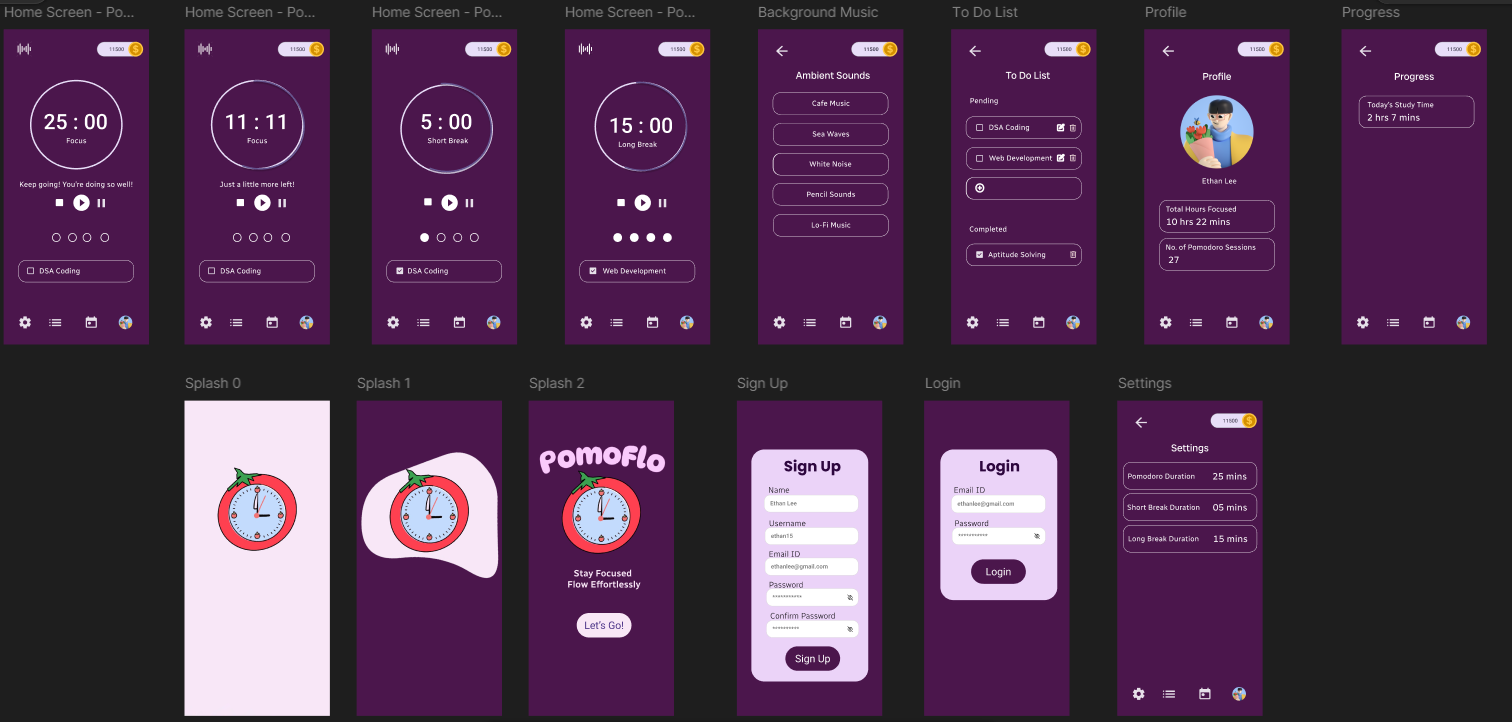 Home Screen - Po...
11500
25 : 00
Focus
Keep going! You're doing so well!
DSA Coding
Home Screen - Po...
11500
11 : 11
Focus
Just a little more left!
DSA Coding
Home Screen - Po...
11500
5 : 00
Short Break
DSA Coding
Home Screen - Po...
11500
15 : 00
Long Break
Web Development
Background Music
11500
Ambient Sounds
Cafe Music
Sea Waves
White Noise
Pencil Sounds
Lo-Fi Music
To Do List
11500
To Do List
Pending
DSA Coding
Web Development
Completed
Aptitude Solving
Profile
11500
Profile
Ethan Lee
Total Hours Focused
10 hrs 22 mins
No. of Pomodoro Sessions
27
Progress
11500
Progress
Today's Study Time
2 hrs 7 mins
Splash 0
Splash 1
Splash 2
POMOFLO
Stay Focused
Flow Effortlessly
Let's Go!
Sign Up
Sign Up
Name
Ethan Lee
Username
ethan15
Email ID
ethanlee@gmail.com
Password
***********
Confirm Password
**********
Sign Up
Login
Login
Email ID
ethanlee@gmail.com
Password
***********
Login
Settings
11500
Settings
Pomodoro Duration 25 mins
Short Break Duration 05 mins
Long Break Duration 15 mins